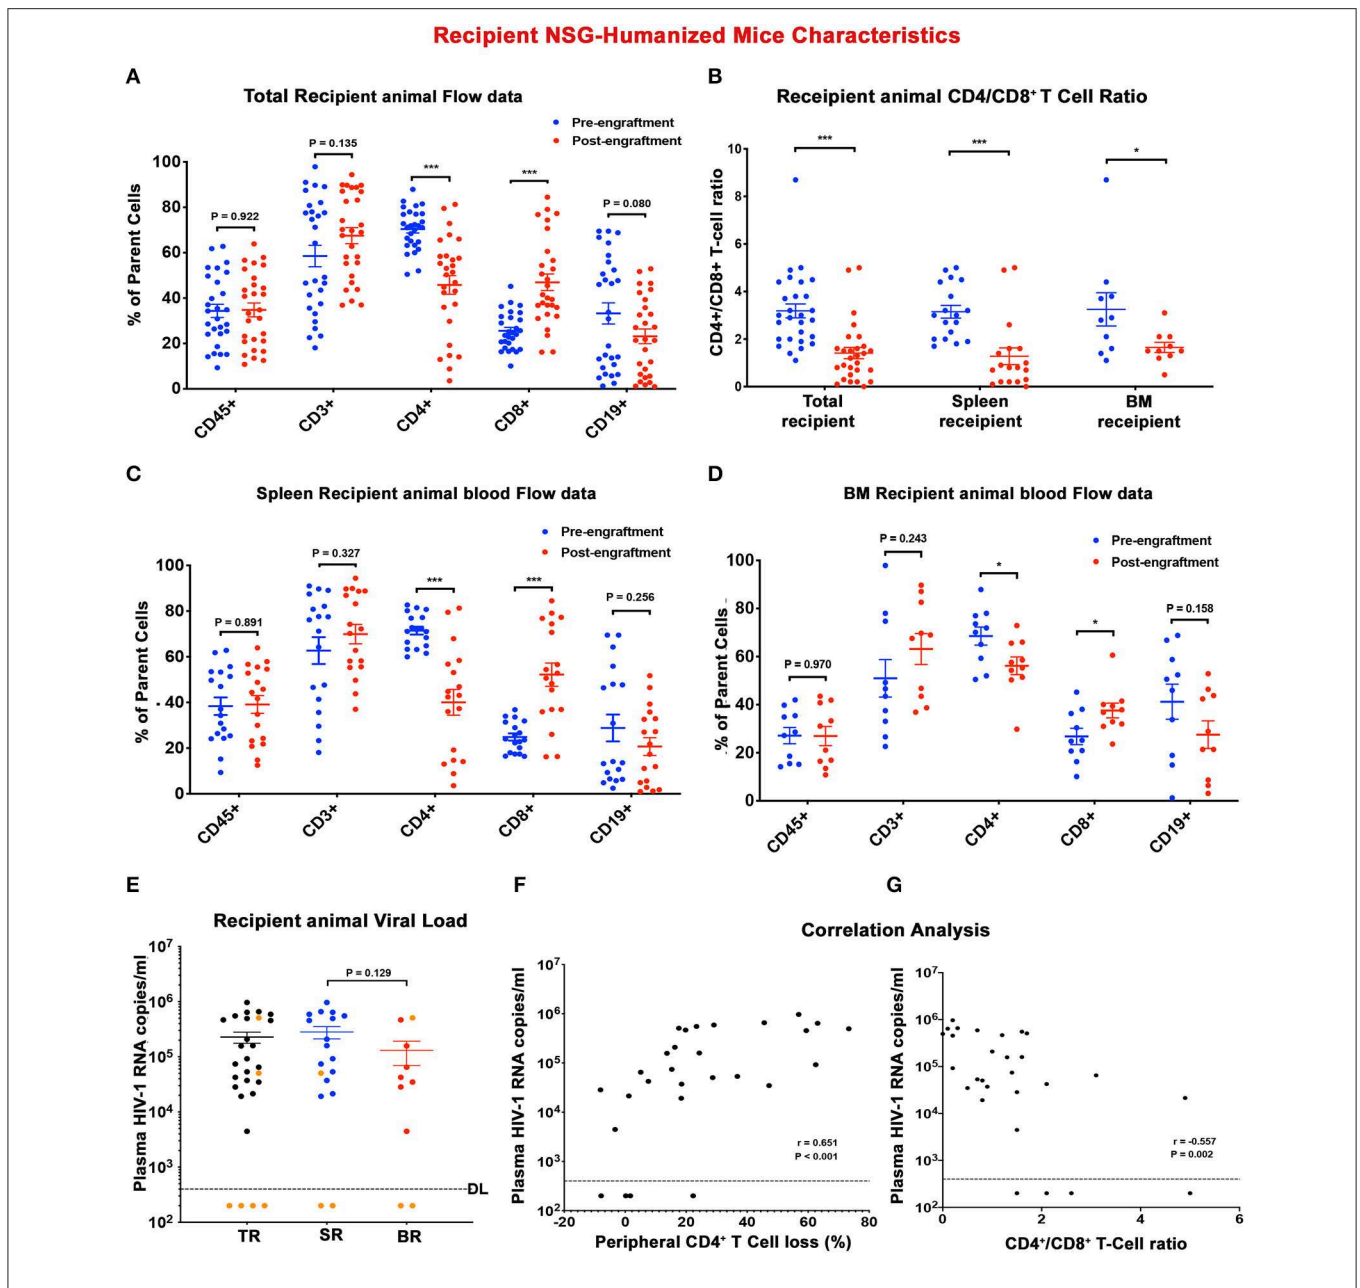 Recipient NSG-Humanized Mice Characteristics
A
Total Recipient animal Flow data
Pre-engraftment
Post-engraftment
P = 0.135
***
***
P = 0.922
P = 0.080
% of Parent Cells
100
80
60
40
20
0
CD45+
CD3+
CD4+
CD8+
CD19+
B
Receipient animal CD4/CD8⁺ T Cell Ratio
***
***
*
CD4+/CD8+ T-cell ratio
10
8
6
4
2
0
Total
recipient
Spleen
receipient
BM
receipient
C
Spleen Recipient animal blood Flow data
Pre-engraftment
Post-engraftment
P = 0.327
***
***
P = 0.256
P = 0.891
% of Parent Cells
100
80
60
40
20
0
CD45+
CD3+
CD4+
CD8+
CD19+
D
BM Recipient animal blood Flow data
Pre-engraftment
Post-engraftment
P = 0.243
*
*
P = 0.158
P = 0.970
% of Parent Cells
100
80
60
40
20
0
CD45+
CD3+
CD4+
CD8+
CD19+
E
Recipient animal Viral Load
P = 0.129
Plasma HIV-1 RNA copies/ml
10⁷
10⁶
10⁵
10⁴
10³
10²
DL
TR
SR
BR
F
G
Correlation Analysis
Plasma HIV-1 RNA copies/ml
10⁷
10⁶
10⁵
10⁴
10³
10²
r = 0.651
P < 0.001
-20
0
20
40
60
80
Peripheral CD4⁺ T Cell loss (%)
Plasma HIV-1 RNA copies/ml
10⁷
10⁶
10⁵
10⁴
10³
10²
r = -0.557
P = 0.002
0
2
4
6
CD4⁺/CD8⁺ T-Cell ratio